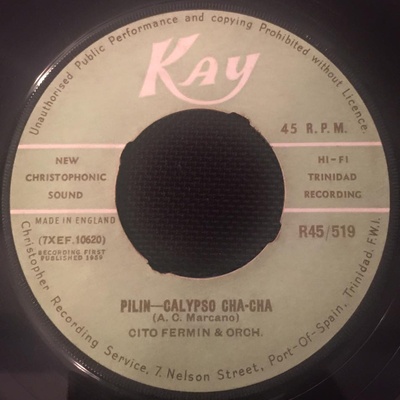 Unauthorised Public Performance and copying Prohibited without Licence.
Kay
45 R.P.M.
NEW
CHRISTOPHONIC
SOUND
HI-FI
TRINIDAD
RECORDING
MADE IN ENGLAND
(7XEF.10620)
RECORDING FIRST
R45/519
PILIN—CALYPSO CHA-CHA
(A. C. Marcano)
CITO FERMIN & ORCH.
Christopher Recording Service, 7, Nelson Street, Port-Of-Spain, Trinidad, F.W.I.